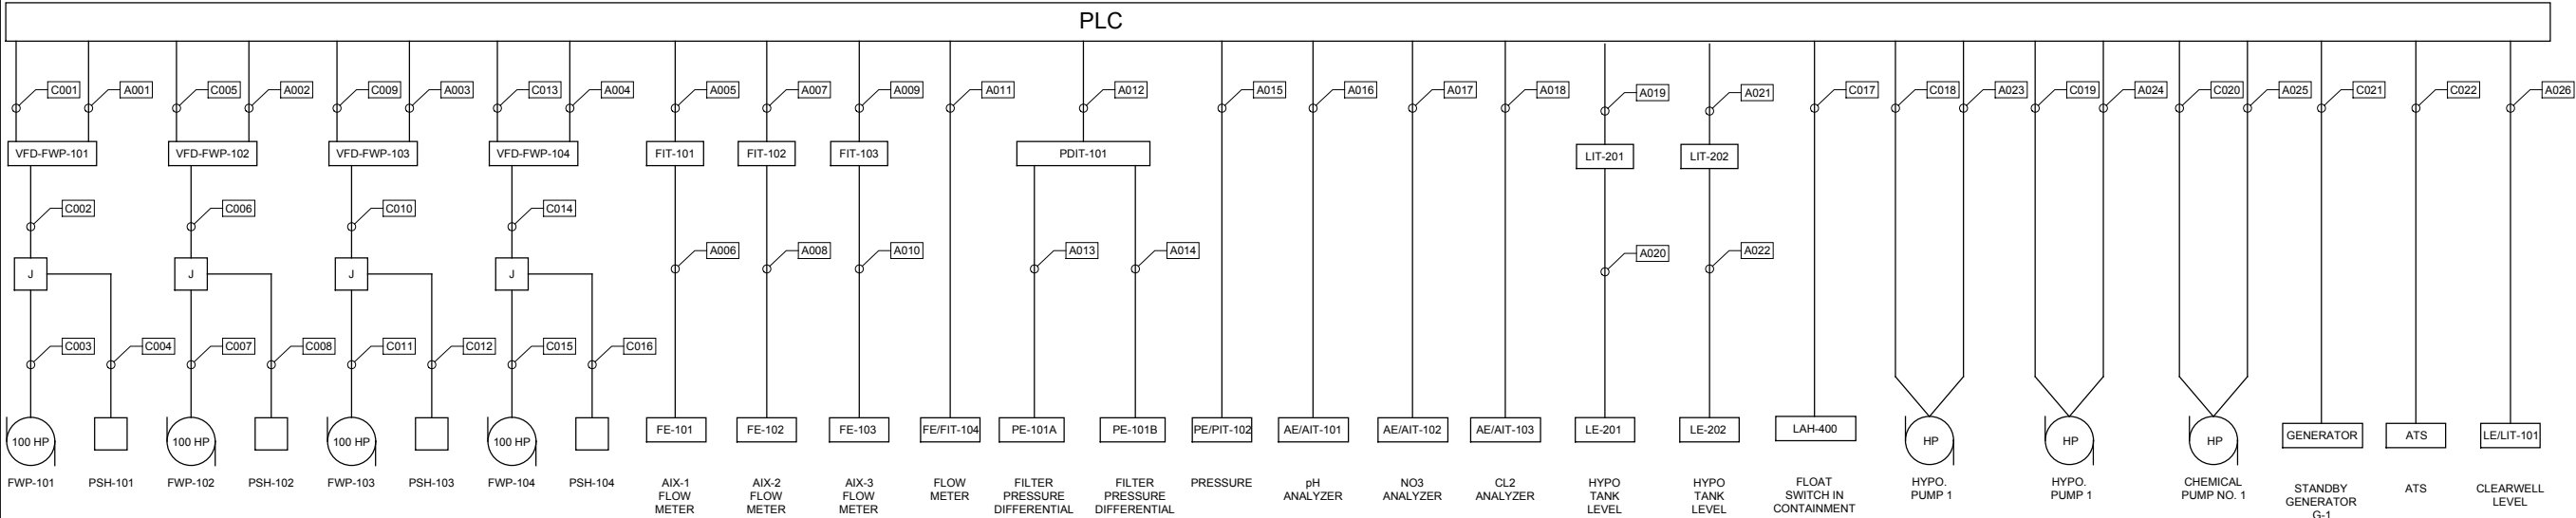 PLC
C001
A001
C005
A002
C009
A003
C013
A004
A005
A007
A009
A011
A012
A015
A016
A017
A018
A019
A021
C017
C018
A023
C019
A024
C020
A025
C021
C022
A026
VFD-FWP-101
VFD-FWP-102
VFD-FWP-103
VFD-FWP-104
FIT-101
FIT-102
FIT-103
PDIT-101
LIT-201
LIT-202
C002
C006
C010
C014
A006
A008
A010
A013
A014
A020
A022
J
J
J
J
C003
C004
C007
C008
C011
C012
C015
C016
100 HP
100 HP
100 HP
100 HP
FE-101
FE-102
FE-103
FE/FIT-104
PE-101A
PE-101B
PE/PIT-102
AE/AIT-101
AE/AIT-102
AE/AIT-103
LE-201
LE-202
LAH-400
HP
HP
HP
GENERATOR
ATS
LE/LIT-101
FWP-101
PSH-101
FWP-102
PSH-102
FWP-103
PSH-103
FWP-104
PSH-104
AIX-1
FLOW
METER
AIX-2
FLOW
METER
AIX-3
FLOW
METER
FLOW
METER
FILTER
PRESSURE
DIFFERENTIAL
FILTER
PRESSURE
DIFFERENTIAL
PRESSURE
pH
ANALYZER
NO3
ANALYZER
CL2
ANALYZER
HYPO
TANK
LEVEL
HYPO
TANK
LEVEL
FLOAT
SWITCH IN
CONTAINMENT
HYPO.
PUMP 1
HYPO.
PUMP 1
CHEMICAL
PUMP NO. 1
STANDBY
GENERATOR
G-1
ATS
CLEARWELL
LEVEL